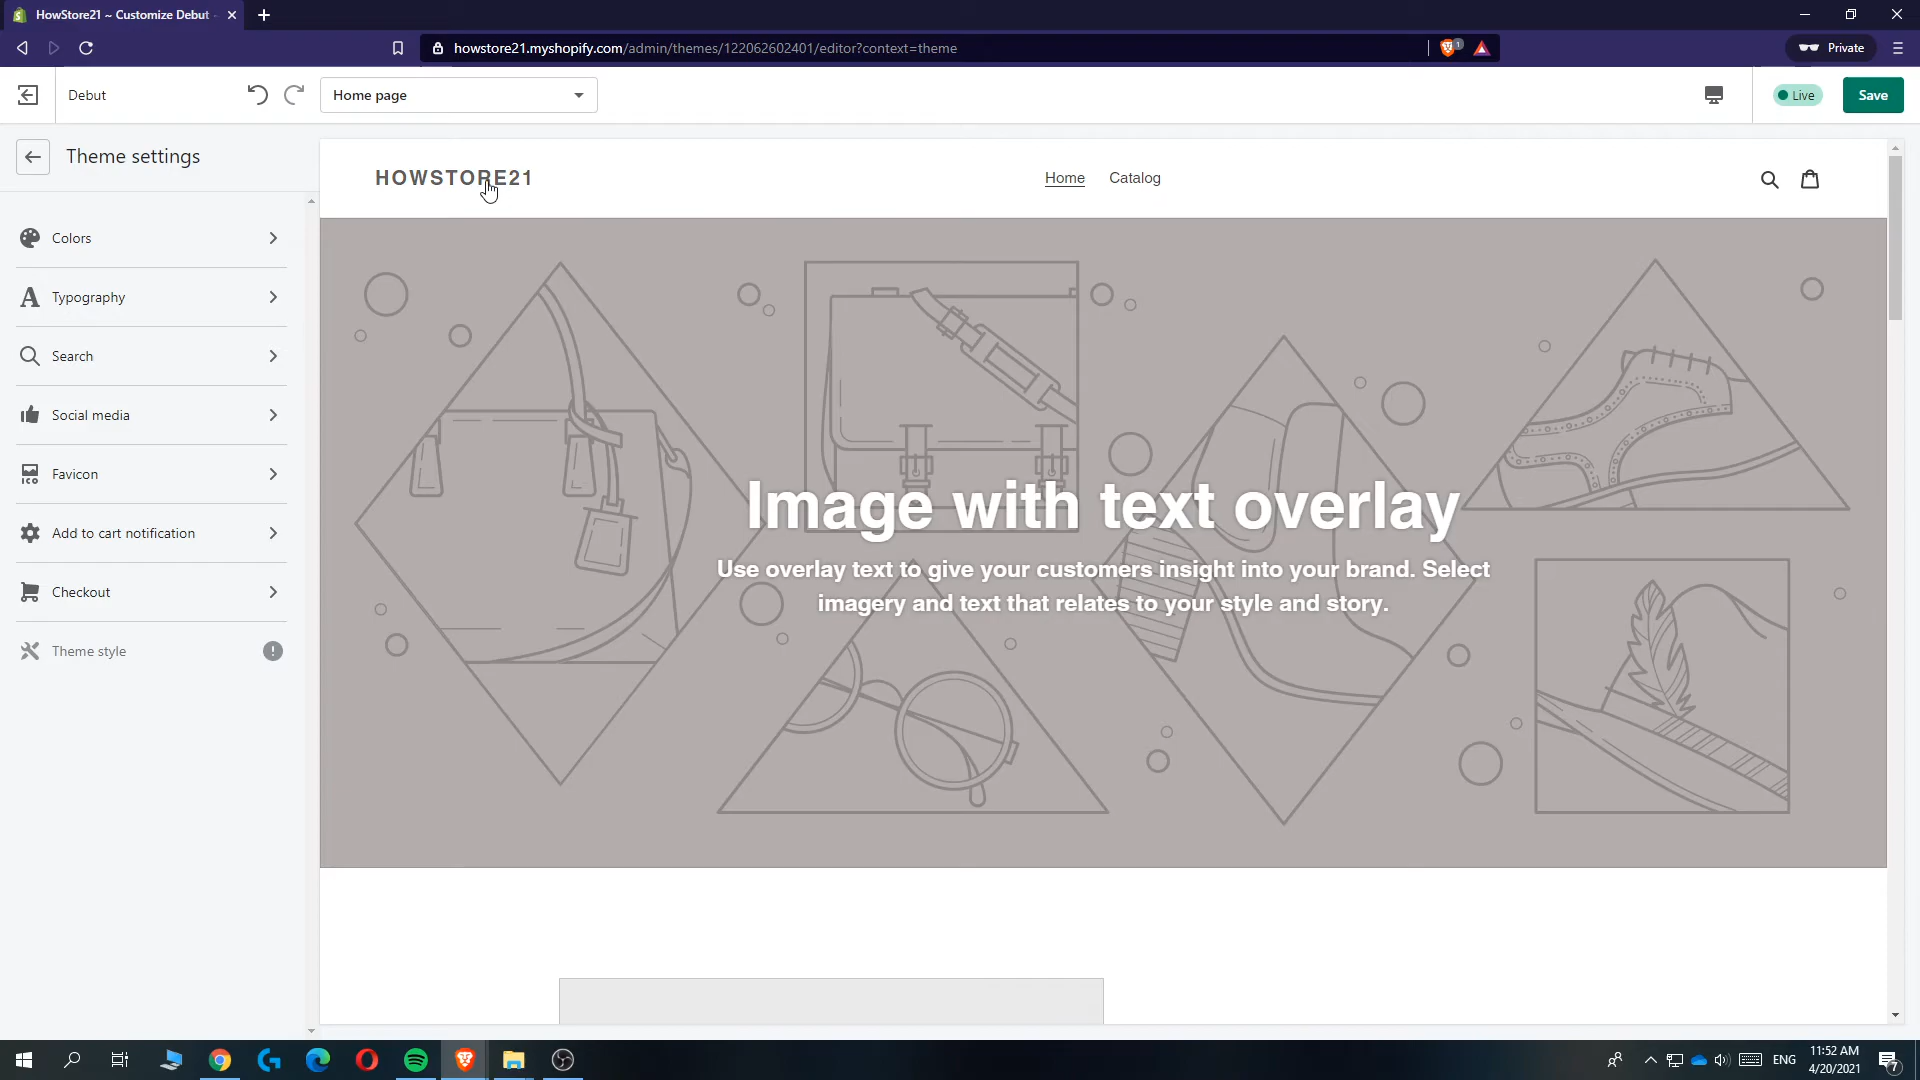 HowStore21 ~ Customize Debut -
howstore21.myshopify.com/admin/themes/122062602401/editor?context=theme
1
Private
Debut
Home page
Live
Save
Theme settings
Colors
Typography
Search
Social media
Favicon
Add to cart notification
Checkout
Theme style
HOWSTORE21
Home
Catalog
Image with text overlay
Use overlay text to give your customers insight into your brand. Select
imagery and text that relates to your style and story.
ENG
11:52 AM
4/20/2021
7